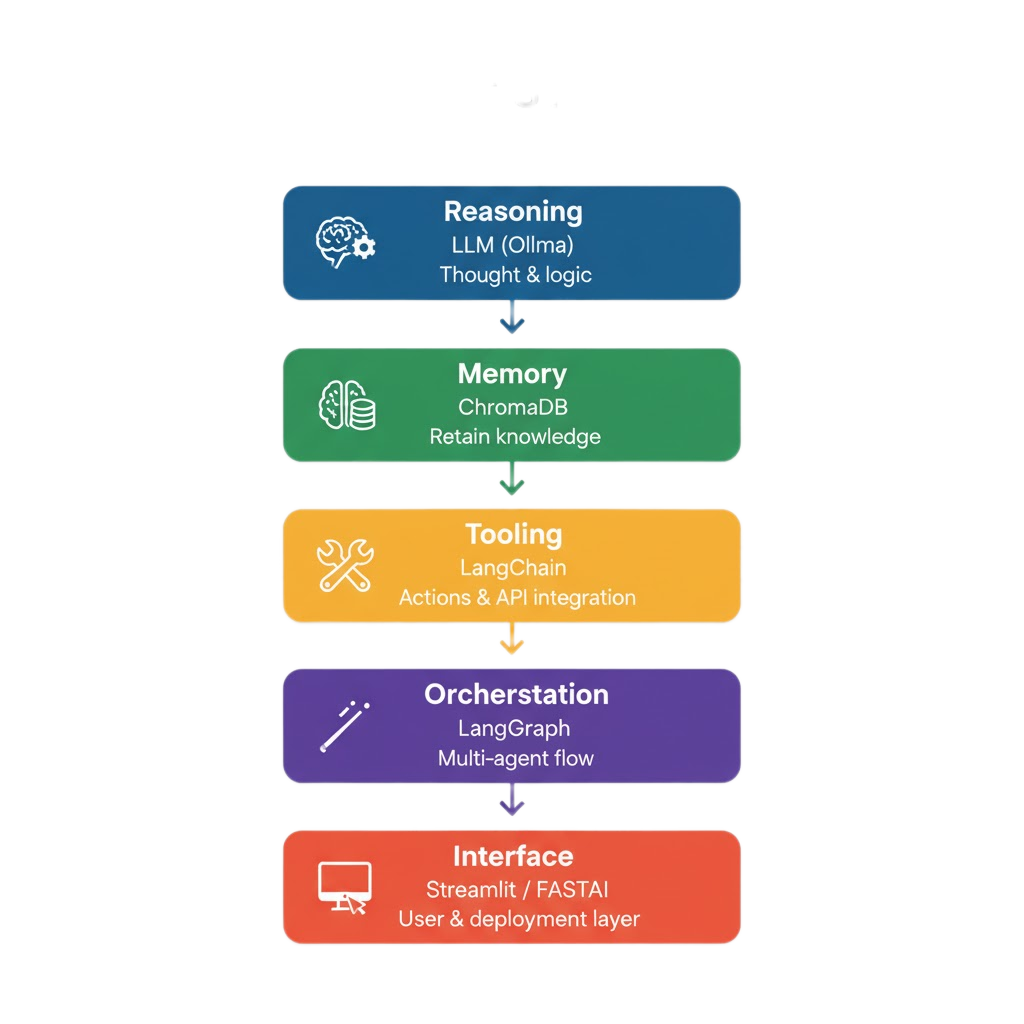 Reasoning
LLM (Ollma)
Thought & logic
Memory
ChromaDB
Retain knowledge
Tooling
LangChain
Actions & API integration
Orcherstation
LangGraph
Multi-agent flow
Interface
Streamlit / FASTAI
User & deployment layer